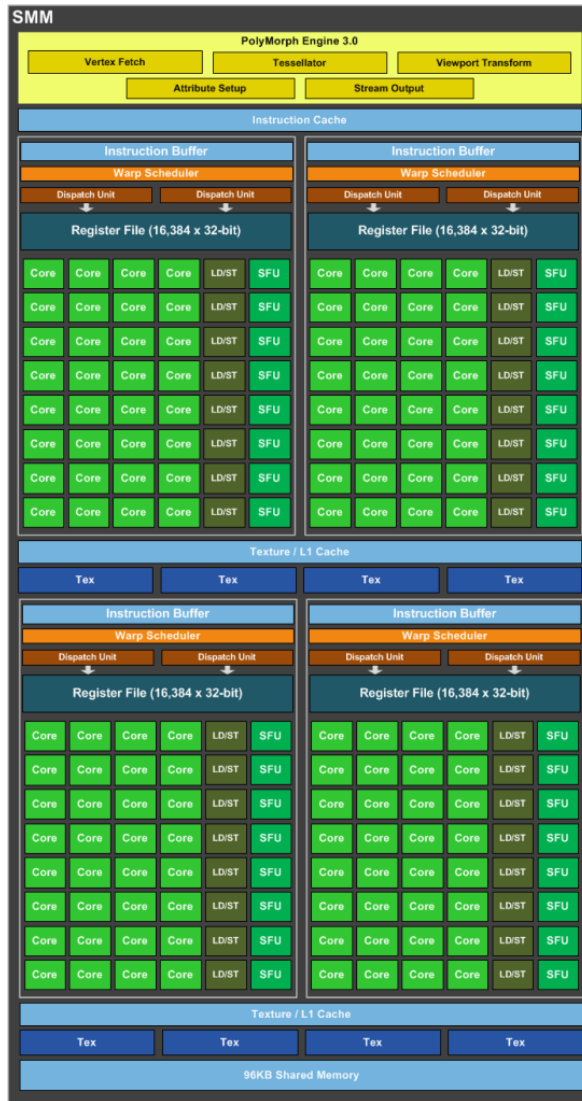 SMM
PolyMorph Engine 3.0
Vertex Fetch Tessellator Viewport Transform
Attribute Setup Stream Output
Instruction Cache
Instruction Buffer Instruction Buffer
Warp Scheduler Warp Scheduler
Dispatch Unit Dispatch Unit Dispatch Unit Dispatch Unit
Register File (16,384 x 32-bit) Register File (16,384 x 32-bit)
Core Core Core Core LD/ST SFU Core Core Core Core LD/ST SFU
Core Core Core Core LD/ST SFU Core Core Core Core LD/ST SFU
Core Core Core Core LD/ST SFU Core Core Core Core LD/ST SFU
Core Core Core Core LD/ST SFU Core Core Core Core LD/ST SFU
Core Core Core Core LD/ST SFU Core Core Core Core LD/ST SFU
Core Core Core Core LD/ST SFU Core Core Core Core LD/ST SFU
Core Core Core Core LD/ST SFU Core Core Core Core LD/ST SFU
Core Core Core Core LD/ST SFU Core Core Core Core LD/ST SFU
Texture / L1 Cache
Tex Tex Tex Tex
Instruction Buffer Instruction Buffer
Warp Scheduler Warp Scheduler
Dispatch Unit Dispatch Unit Dispatch Unit Dispatch Unit
Register File (16,384 x 32-bit) Register File (16,384 x 32-bit)
Core Core Core Core LD/ST SFU Core Core Core Core LD/ST SFU
Core Core Core Core LD/ST SFU Core Core Core Core LD/ST SFU
Core Core Core Core LD/ST SFU Core Core Core Core LD/ST SFU
Core Core Core Core LD/ST SFU Core Core Core Core LD/ST SFU
Core Core Core Core LD/ST SFU Core Core Core Core LD/ST SFU
Core Core Core Core LD/ST SFU Core Core Core Core LD/ST SFU
Core Core Core Core LD/ST SFU Core Core Core Core LD/ST SFU
Core Core Core Core LD/ST SFU Core Core Core Core LD/ST SFU
Texture / L1 Cache
Tex Tex Tex Tex
96KB Shared Memory